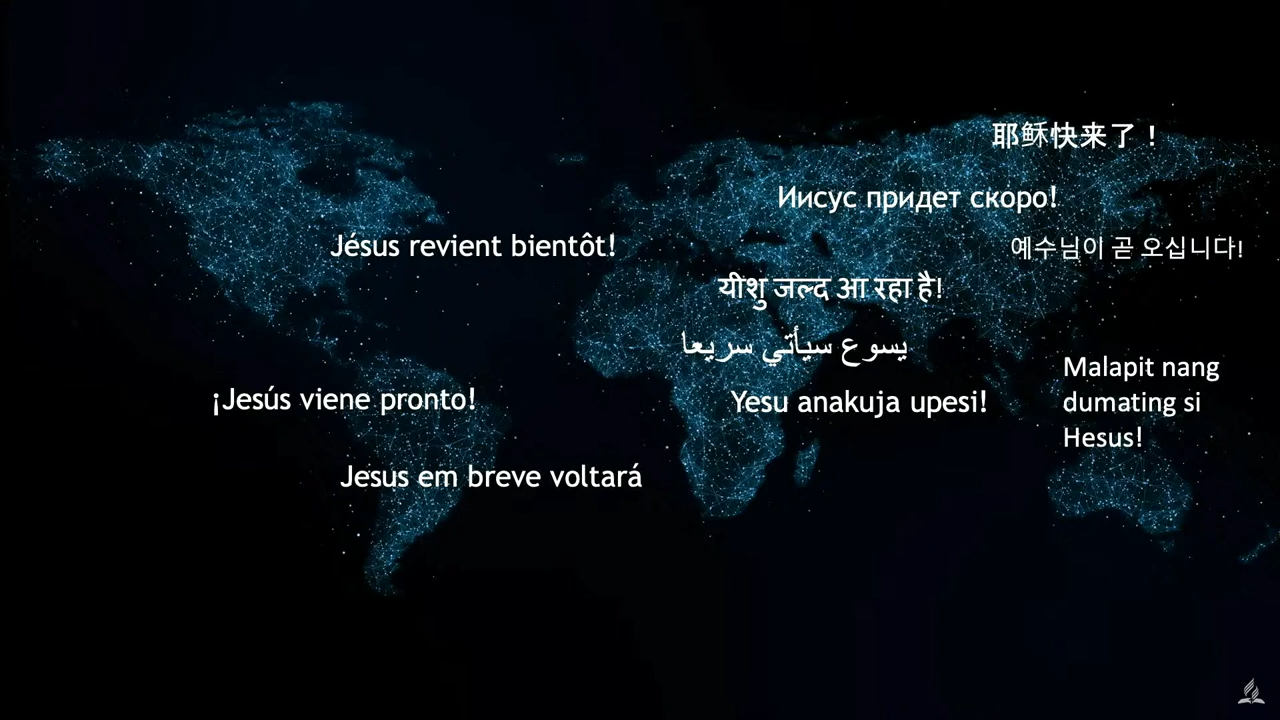 耶稣快来了！
Иисус придет скоро!
Jésus revient bientôt!
예수님이 곧 오십니다!
यीशु जल्द आ रहा है!
يسوع سيأتي سريعا
Malapit nang
dumating si
Hesus!
¡Jesús viene pronto!
Yesu anakuja upesi!
Jesus em breve voltará